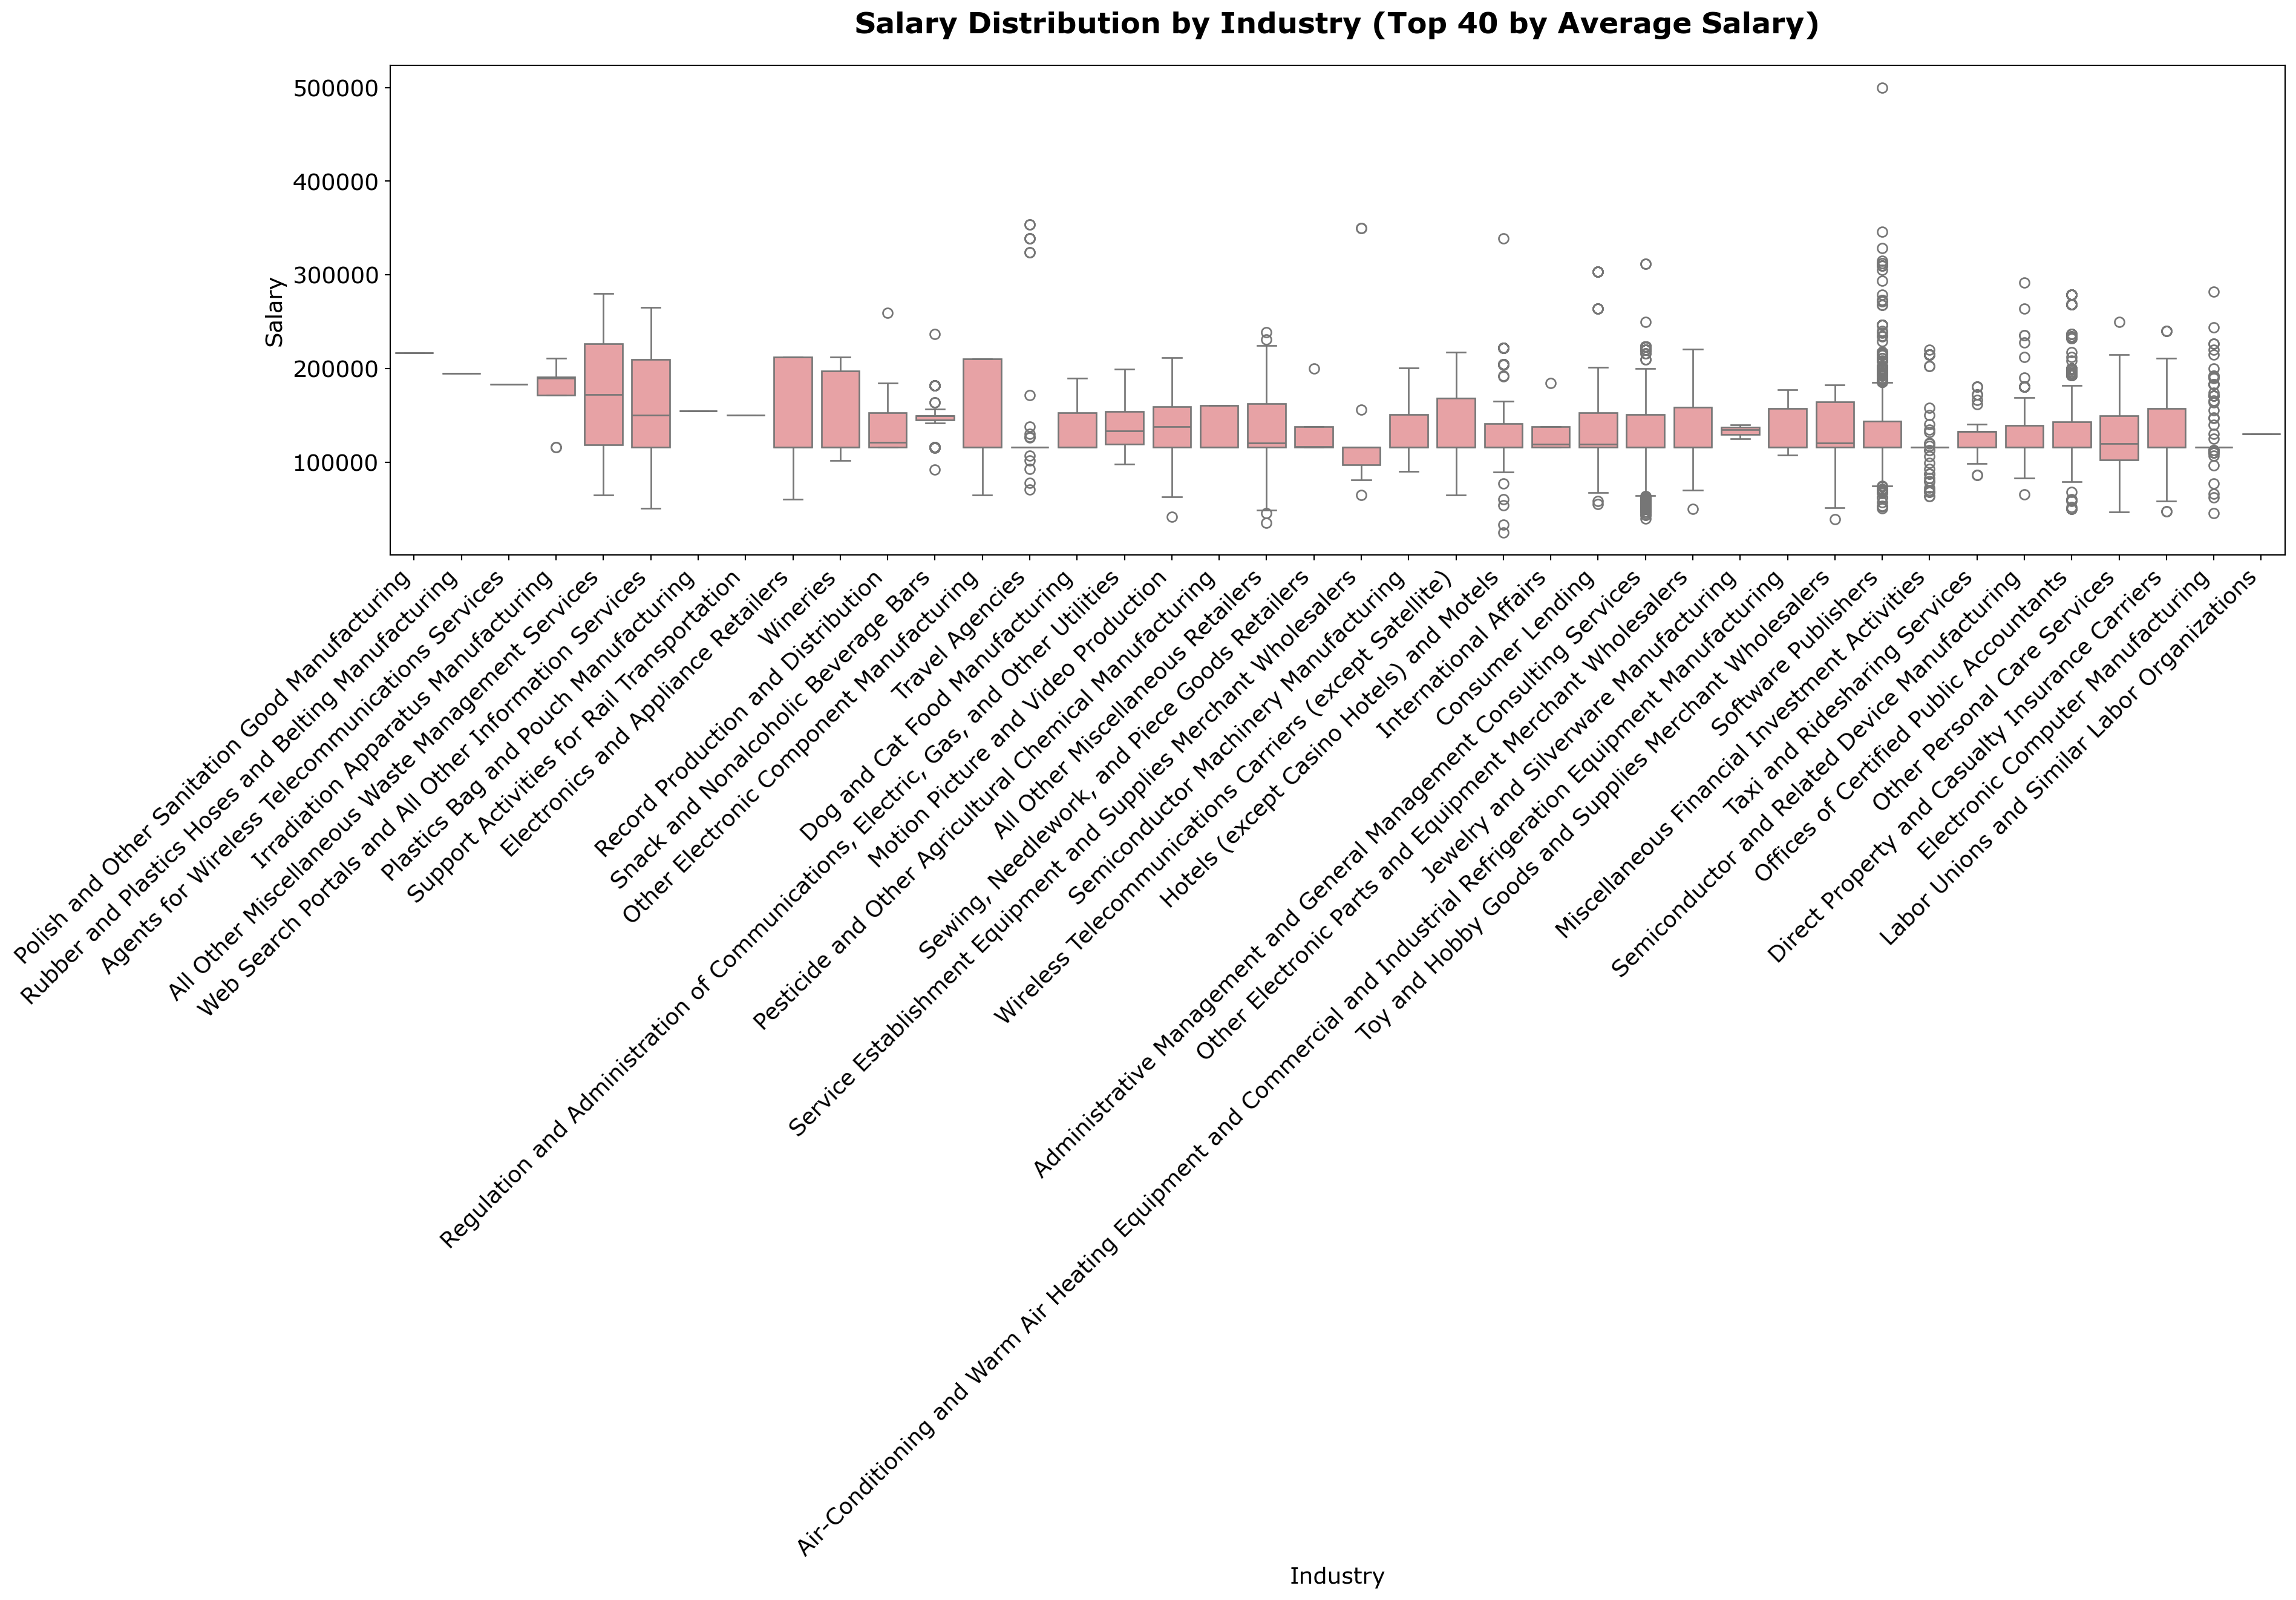 Salary Distribution by Industry (Top 40 by Average Salary)
500000
400000
300000
200000
100000
Salary
Polish and Other Sanitation Good Manufacturing
Rubber and Plastics Hoses and Belting Manufacturing
Agents for Wireless Telecommunications Services
Irradiation Apparatus Manufacturing
All Other Miscellaneous Waste Management Services
Web Search Portals and All Other Information Services
Plastics Bag and Pouch Manufacturing
Support Activities for Rail Transportation
Electronics and Appliance Retailers
Wineries
Record Production and Distribution
Snack and Nonalcoholic Beverage Bars
Other Electronic Component Manufacturing
Travel Agencies
Dog and Cat Food Manufacturing
Regulation and Administration of Communications, Electric, Gas, and Other Utilities
Motion Picture and Video Production
Pesticide and Other Agricultural Chemical Manufacturing
All Other Miscellaneous Retailers
Sewing, Needlework, and Piece Goods Retailers
Service Establishment Equipment and Supplies Merchant Wholesalers
Semiconductor Machinery Manufacturing
Wireless Telecommunications Carriers (except Satellite)
Hotels (except Casino Hotels) and Motels
International Affairs
Consumer Lending
Administrative Management and General Management Consulting Services
Other Electronic Parts and Equipment Merchant Wholesalers
Jewelry and Silverware Manufacturing
Air-Conditioning and Warm Air Heating Equipment and Commercial and Industrial Refrigeration Equipment Manufacturing
Toy and Hobby Goods and Supplies Merchant Wholesalers
Software Publishers
Miscellaneous Financial Investment Activities
Taxi and Ridesharing Services
Semiconductor and Related Device Manufacturing
Offices of Certified Public Accountants
Other Personal Care Services
Direct Property and Casualty Insurance Carriers
Electronic Computer Manufacturing
Labor Unions and Similar Labor Organizations
Industry